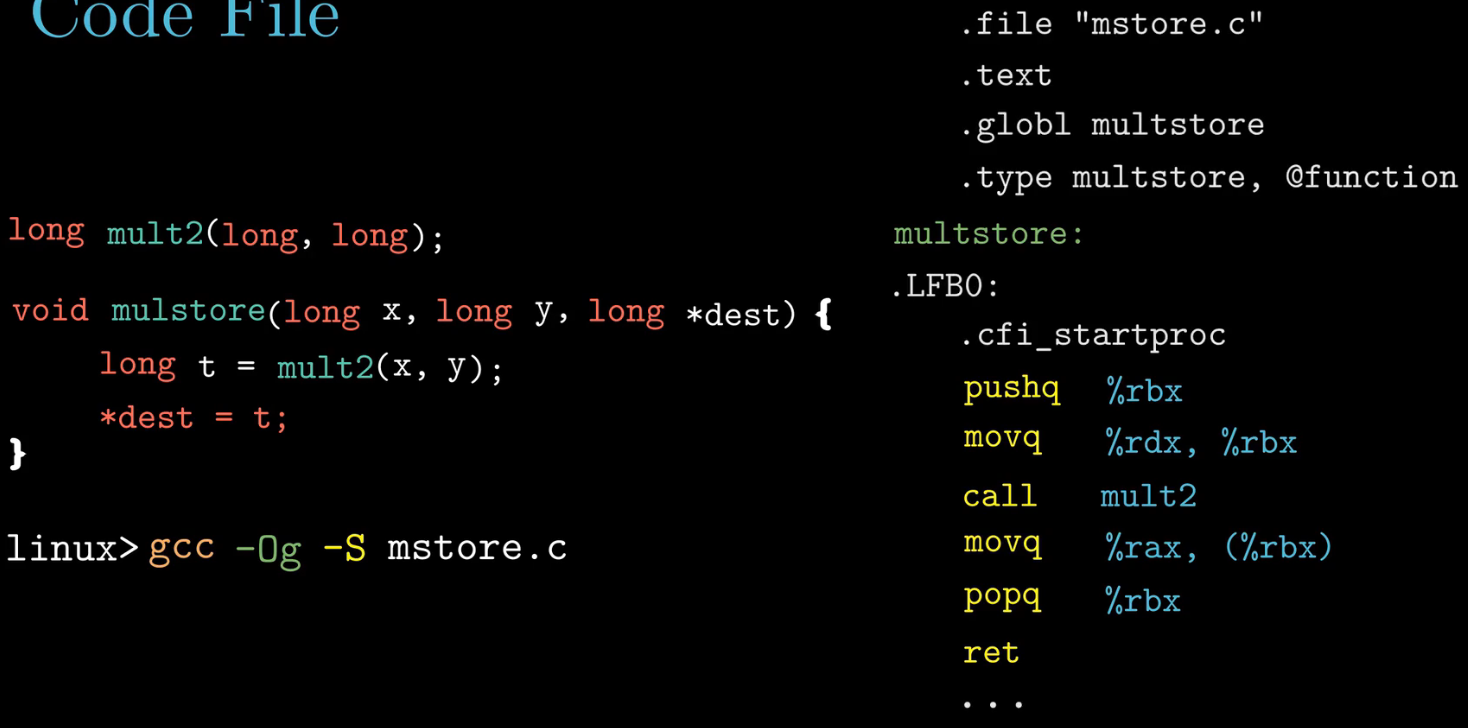 Code File
long mult2(long, long);
void mulstore(long x, long y, long *dest) {
long t = mult2(x, y);
*dest = t;
}
linux> gcc -Og -S mstore.c
.file "mstore.c"
.text
.globl multstore
.type multstore, @function
multstore:
.LFB0:
.cfi_startproc
pushq %rbx
movq %rdx, %rbx
call mult2
movq %rax, (%rbx)
popq %rbx
ret
...